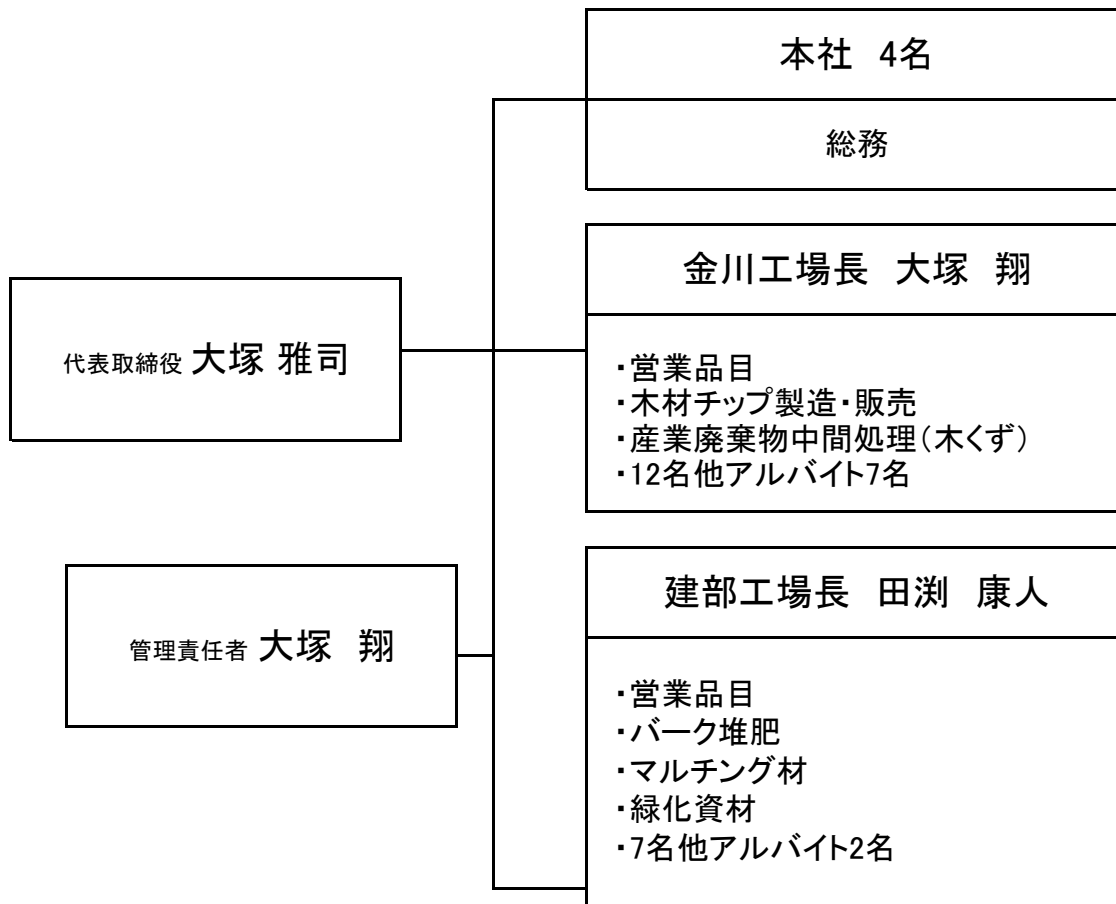 本社 4名
総務
金川工場長 大塚 翔
・営業品目
・木材チップ製造・販売
・産業廃棄物中間処理（木くず）
・12名他アルバイト7名
代表取締役 大塚 雅司
管理責任者 大塚 翔
建部工場長 田渕 康人
・営業品目
・バーク堆肥
・マルチング材
・緑化資材
・7名他アルバイト2名